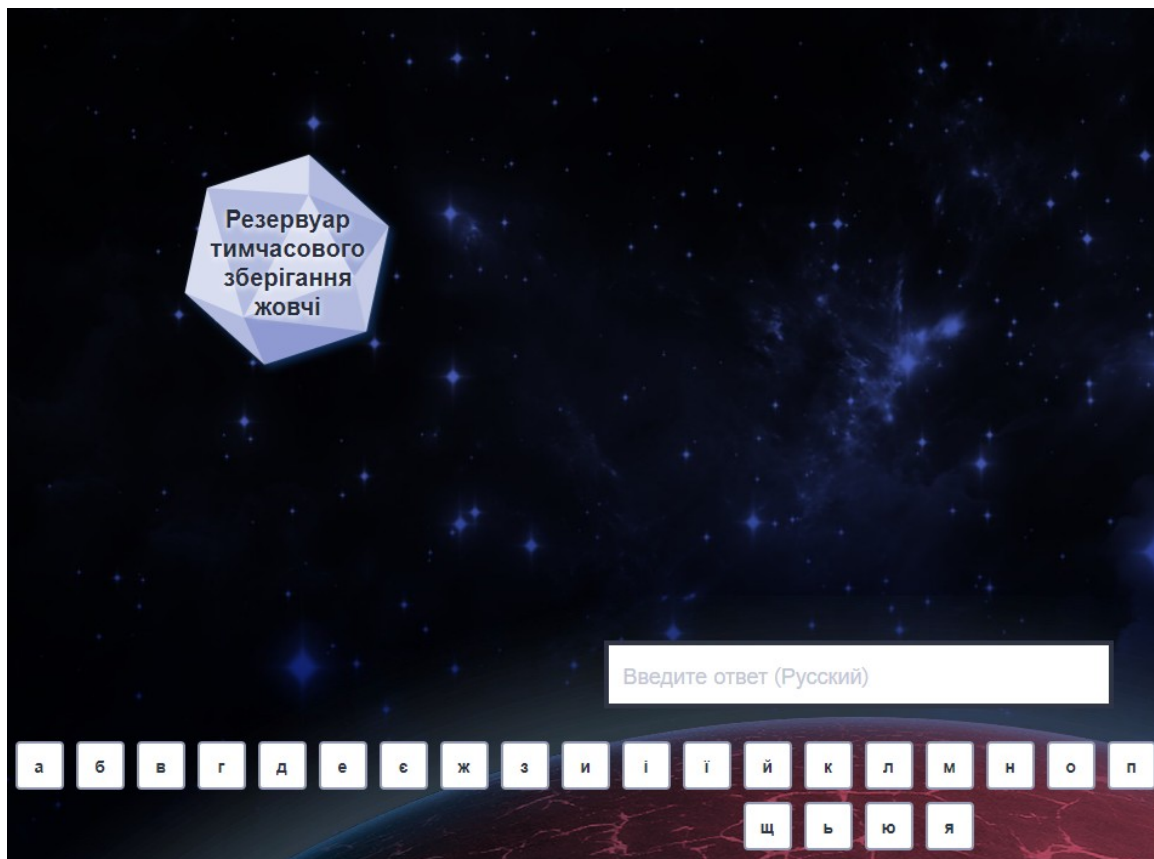 Резервуар
тимчасового
зберігання
жовчі
Введите ответ (Русский)
а б в г д е є ж з и і ї й к л м н о п
щ ь ю я